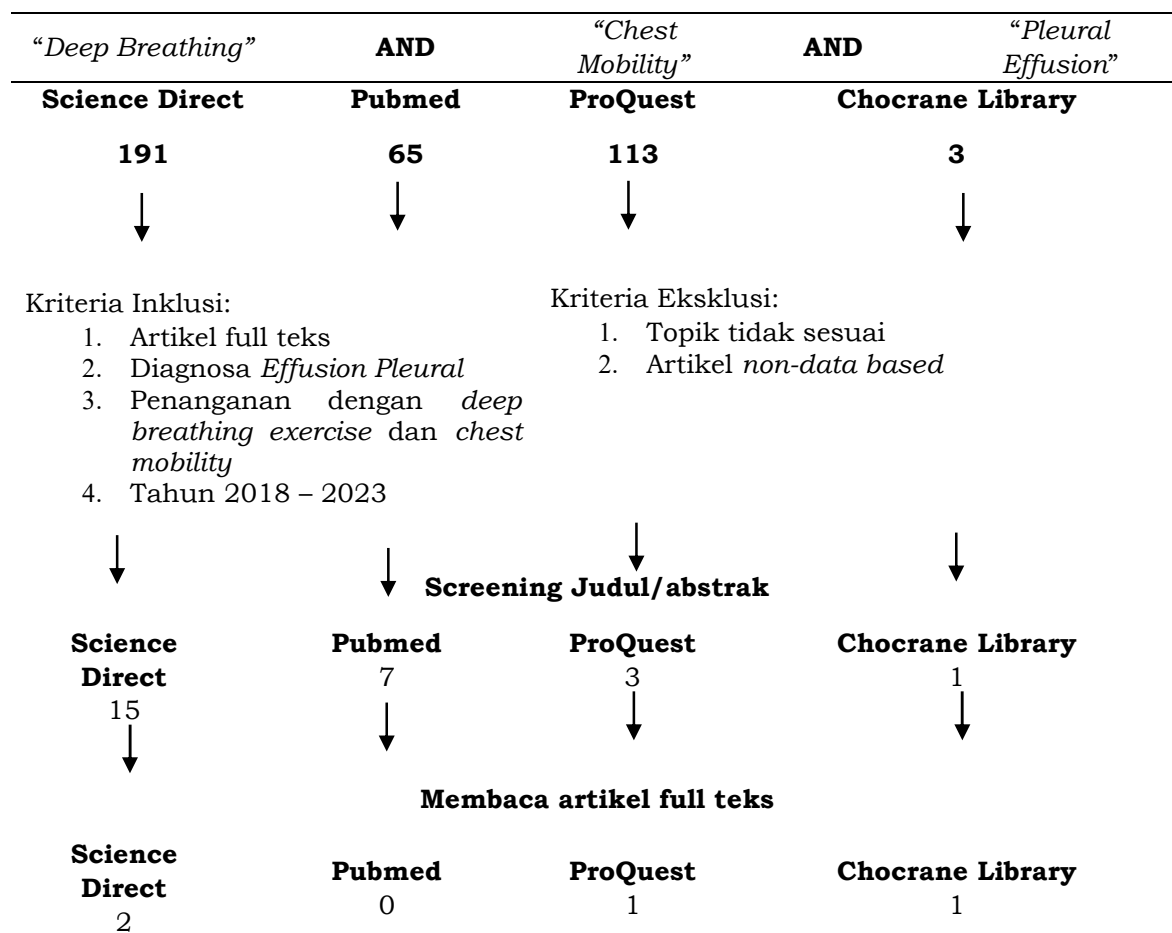 “Deep Breathing” AND “Chest Mobility” AND “Pleural Effusion”
Science Direct Pubmed ProQuest Chocrane Library
191 65 113 3
Kriteria Inklusi:
1. Artikel full teks
2. Diagnosa Effusion Pleural
3. Penanganan dengan deep
breathing exercise dan chest
mobility
4. Tahun 2018 – 2023
Kriteria Eksklusi:
1. Topik tidak sesuai
2. Artikel non-data based
Screening Judul/abstrak
Science Direct Pubmed ProQuest Chocrane Library
15 7 3 1
Membaca artikel full teks
Science Direct Pubmed ProQuest Chocrane Library
2 0 1 1